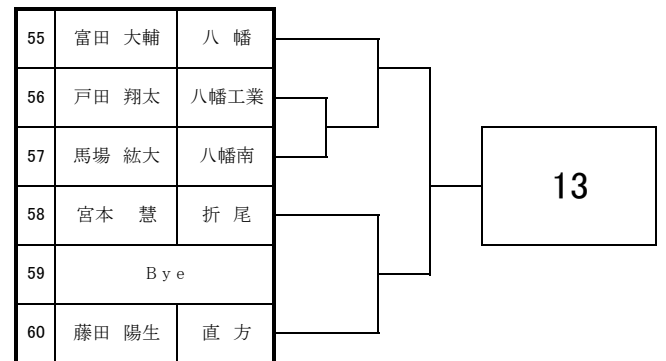 55 富田 大輔 八 幡
56 戸田 翔太 八幡工業
57 馬場 紘大 八幡南
58 宮本 慧 折 尾
59 Ｂｙｅ
60 藤田 陽生 直 方
13